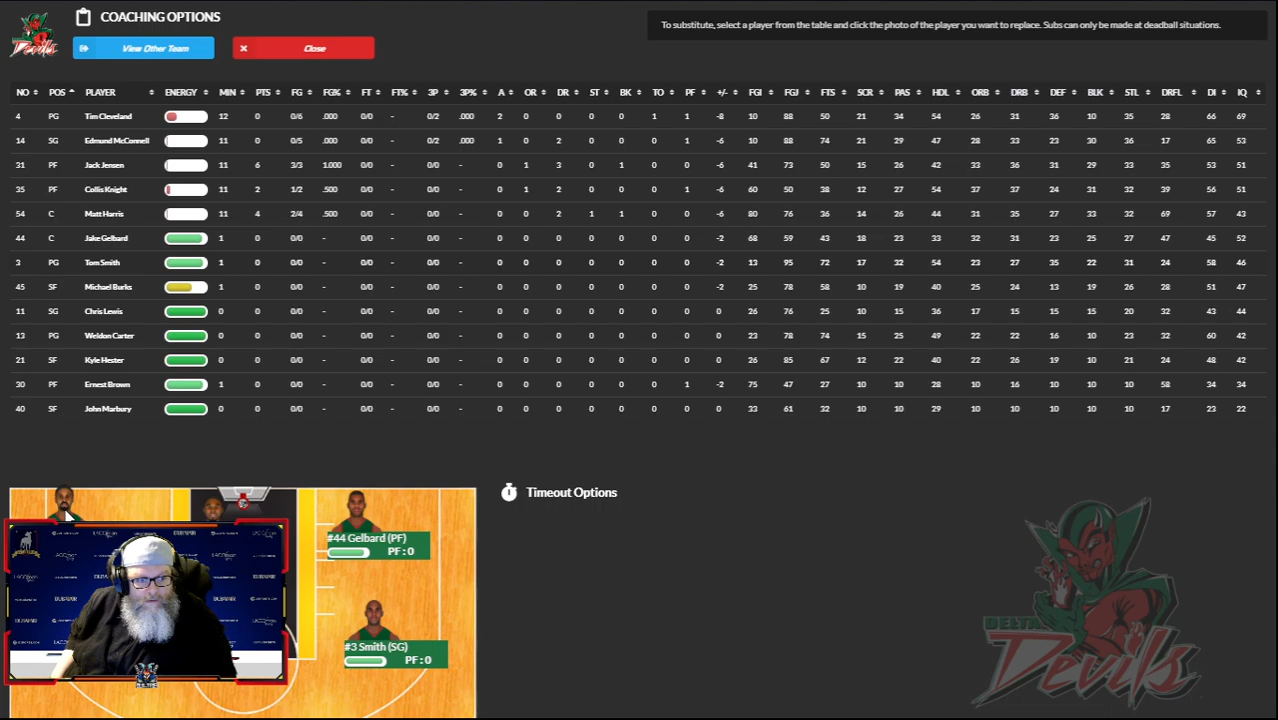 COACHING OPTIONS
To substitute, select a player from the table and click the photo of the player you want to replace. Subs can only be made at deadball situations.
View Other Team
Close
NO POS PLAYER ENERGY MIN PTS FG FG% FT FT% 3P 3P% A OR DR ST BK TO PF +/- FGI FGJ FTS SCR PAS HDL ORB DRB DEF BLK STL DRFL DI IQ
4 PG Tim Cleveland 12 0 0/6 .000 0/0 - 0/2 .000 2 0 0 0 0 1 1 -8 10 88 50 21 34 54 26 31 36 10 35 28 66 69
14 SG Edmund McConnell 11 0 0/5 .000 0/0 - 0/2 .000 1 0 2 0 0 0 1 -6 10 88 74 21 29 47 28 33 23 30 36 17 65 53
31 PF Jack Jensen 11 6 3/3 1.000 0/0 - 0/0 - 0 1 3 0 1 0 0 -6 41 73 50 15 26 42 33 36 31 29 33 35 53 51
35 PF Collis Knight 11 2 1/2 .500 0/0 - 0/0 - 0 1 2 0 0 0 1 -6 60 50 38 12 27 54 37 37 24 31 32 39 56 51
54 C Matt Harris 11 4 2/4 .500 0/0 - 0/0 - 0 0 2 1 1 0 0 -6 80 76 36 14 26 44 31 35 27 33 32 69 57 43
44 C Jake Gelbard 1 0 0/0 - 0/0 - 0/0 - 0 0 0 0 0 0 0 -2 68 59 43 18 23 33 32 31 23 25 27 47 45 52
3 PG Tom Smith 1 0 0/0 - 0/0 - 0/0 - 0 0 0 0 0 0 0 -2 13 95 72 17 32 54 23 27 35 22 31 24 58 46
45 SF Michael Burks 1 0 0/0 - 0/0 - 0/0 - 0 0 0 0 0 0 0 -2 25 78 58 10 19 40 25 24 13 19 26 28 51 47
11 SG Chris Lewis 0 0 0/0 - 0/0 - 0/0 - 0 0 0 0 0 0 0 0 26 76 25 10 15 36 17 15 15 15 20 32 43 44
13 PG Weldon Carter 0 0 0/0 - 0/0 - 0/0 - 0 0 0 0 0 0 0 0 23 78 74 15 25 49 22 22 16 10 23 32 60 42
21 SF Kyle Hester 0 0 0/0 - 0/0 - 0/0 - 0 0 0 0 0 0 0 0 26 85 67 12 22 40 22 26 19 10 21 24 48 42
30 PF Ernest Brown 1 0 0/0 - 0/0 - 0/0 - 0 0 0 0 0 0 1 -2 75 47 27 10 10 28 10 16 10 10 10 58 34 34
40 SF John Marbury 0 0 0/0 - 0/0 - 0/0 - 0 0 0 0 0 0 0 0 33 61 32 10 10 29 10 10 10 10 10 17 23 22
Timeout Options
#44 Gelbard (PF)
PF:0
#3 Smith (SG)
PF:0
DELTA
Devils